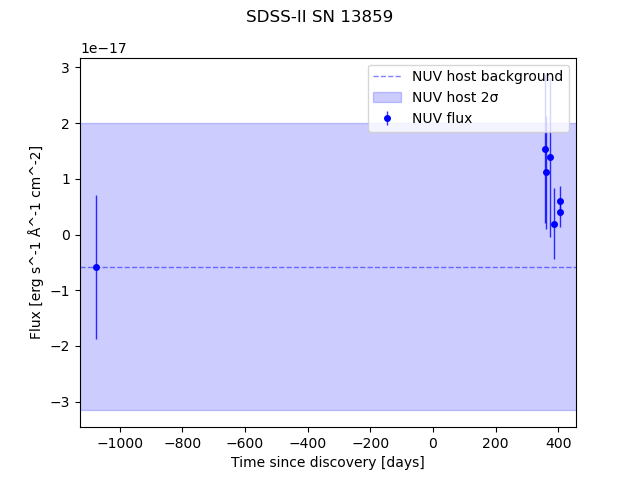 SDSS-II SN 13859
1e−17
NUV host background
NUV host 2σ
NUV flux
3
2
1
0
−1
−2
−3
Flux [erg s^-1 Å^-1 cm^-2]
−1000 −800 −600 −400 −200 0 200 400
Time since discovery [days]